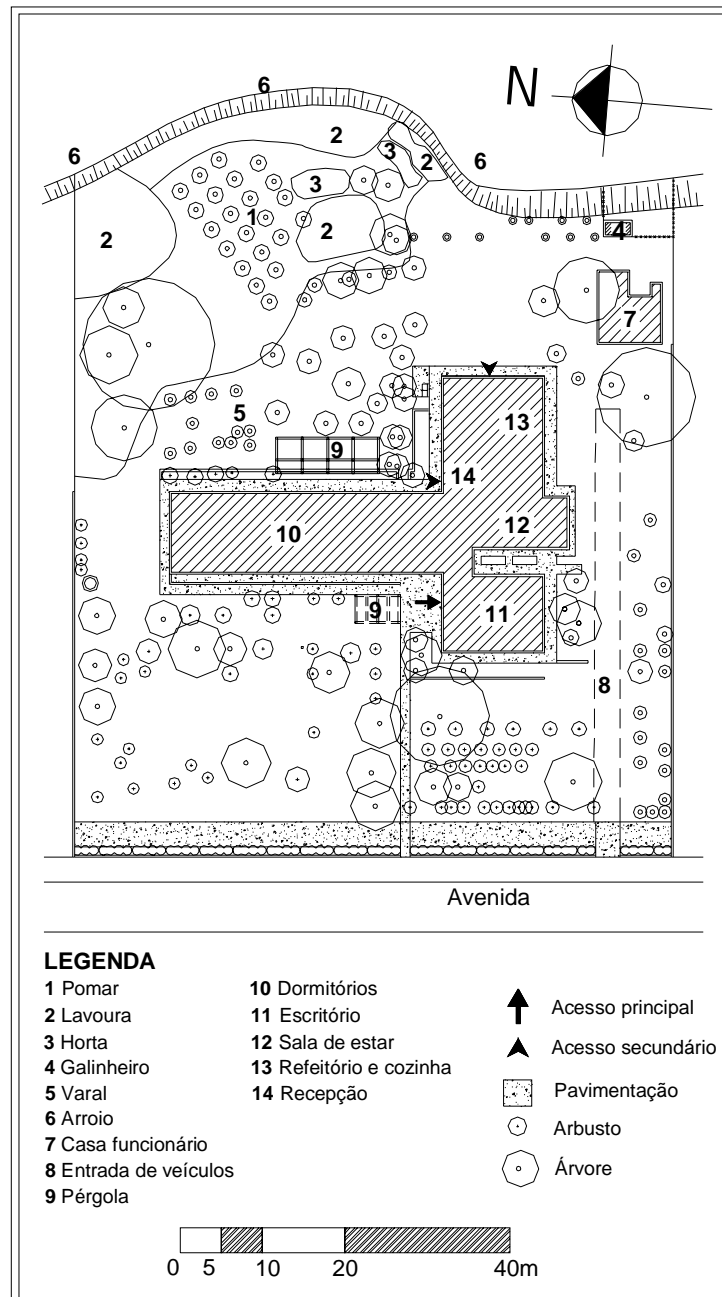 N
6
6
2
3
2
6
3
1
2
2
4
7
5
9
13
14
10
12
9
11
8
Avenida
LEGENDA
1 Pomar
2 Lavoura
3 Horta
4 Galinheiro
5 Varal
6 Arroio
7 Casa funcionário
8 Entrada de veículos
9 Pérgola
10 Dormitórios
11 Escritório
12 Sala de estar
13 Refeitório e cozinha
14 Recepção
Acesso principal
Acesso secundário
Pavimentação
Arbusto
Árvore
0 5 10 20 40m